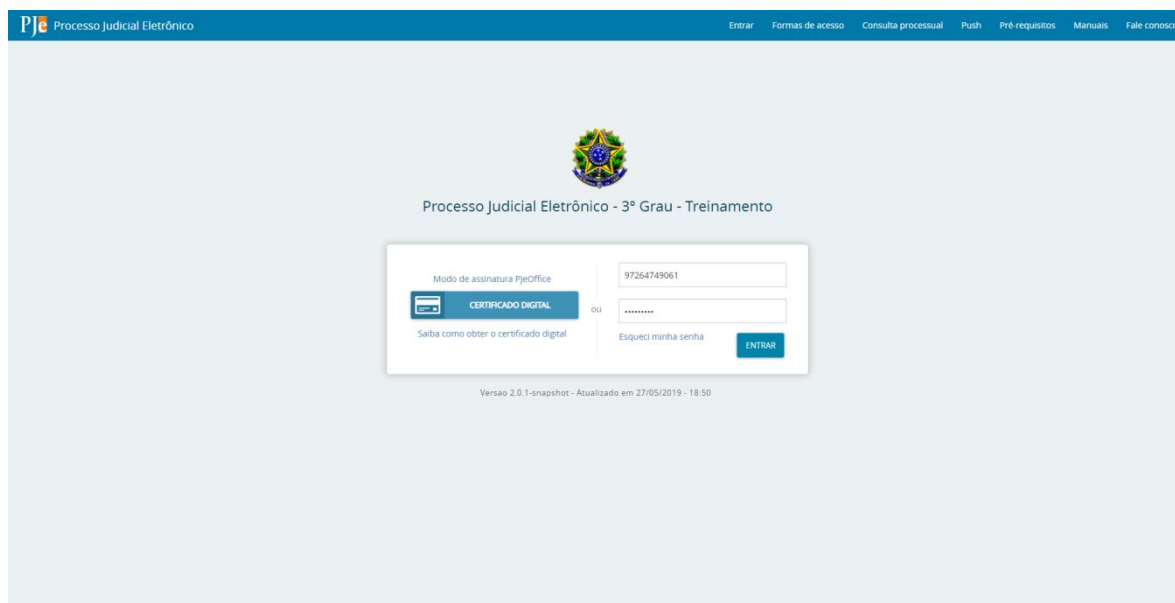 PJe Processo Judicial Eletrônico Entrar Formas de acesso Consulta processual Push Pré-requisitos Manuais Fale conosco
Processo Judicial Eletrônico - 3º Grau - Treinamento
Modo de assinatura PJeOffice
CERTIFICADO DIGITAL
Saiba como obter o certificado digital
ou
97264749061
•••••••••
Esqueci minha senha
ENTRAR
Versao 2.0.1-snapshot - Atualizado em 27/05/2019 - 18:50